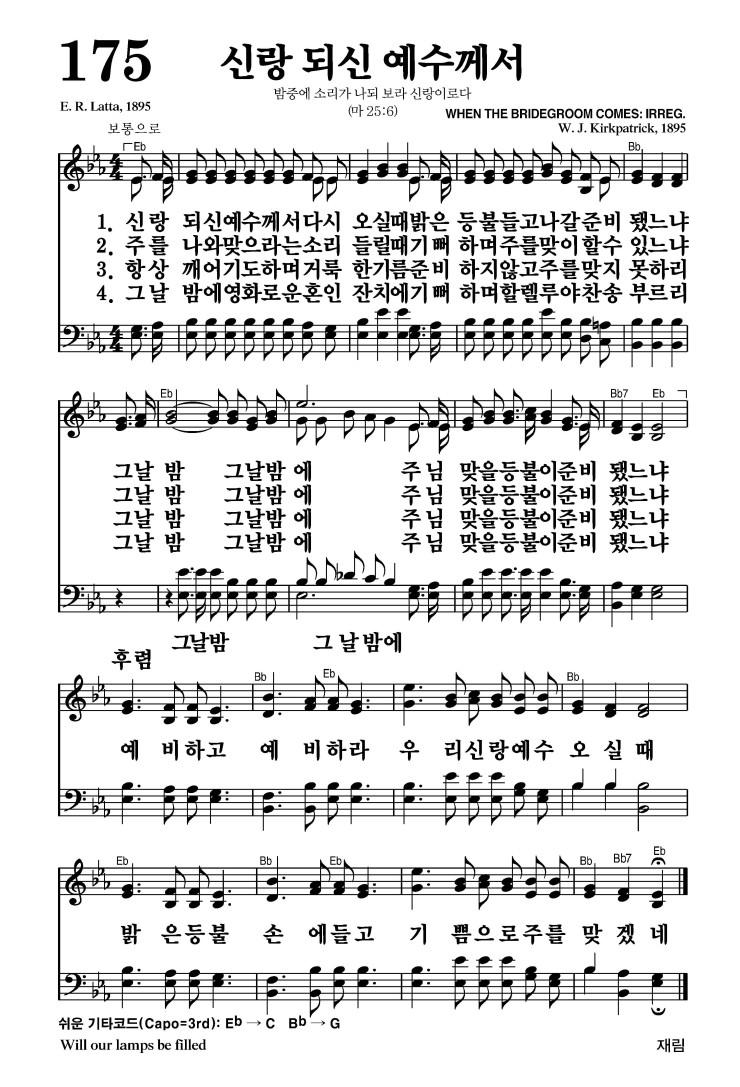 175
신랑 되신 예수께서
밤중에 소리가 나되 보라 신랑이로다
(마 25:6)
E. R. Latta, 1895
WHEN THE BRIDEGROOM COMES: IRREG.
W. J. Kirkpatrick, 1895
보통으로
Eb Bb
1. 신랑 되신예수께서다시 오실때밝은 등불들고나갈준비 됐느냐
2. 주를 나와맞으라는소리 들릴때기뻐 하며주를맞이할수 있느냐
3. 항상 깨어기도하며거룩 한기름준비 하지않고주를맞지 못하리
4. 그날 밤에영화로운혼인 잔치에기뻐 하며할렐루야찬송 부르리
Eb Bb7 Eb
그날 밤 그날밤 에 주님 맞을등불이준비 됐느냐
그날 밤 그날밤 에 주님 맞을등불이준비 됐느냐
그날 밤 그날밤 에 주님 맞을등불이준비 됐느냐
그날 밤 그날밤 에 주님 맞을등불이준비 됐느냐
그날밤 그날밤에
후렴
Bb Eb Bb
예 비하고 예 비하라 우 리신랑예수 오 실 때
Eb Bb Eb Bb Bb7 Eb
밝 은등불 손 에들고 기 쁨으로주를 맞 겠 네
쉬운 기타코드(Capo=3rd): Eb → C Bb → G
Will our lamps be filled
재림